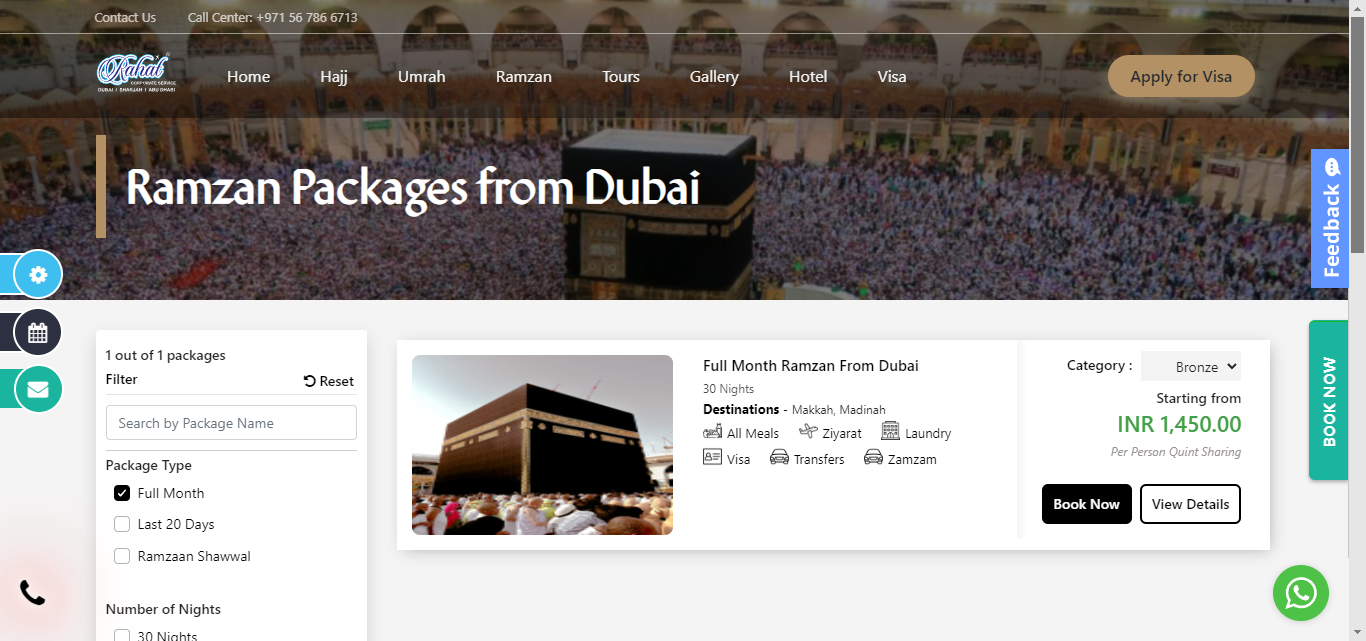 Contact Us
Call Center: +971 56 786 6713
Rahat
CORPORATE SERVICE
DUBAI | SHARJAH | ABU DHABI
Home
Hajj
Umrah
Ramzan
Tours
Gallery
Hotel
Visa
Apply for Visa
Ramzan Packages from Dubai
Feedback
BOOK NOW
1 out of 1 packages
Filter
Reset
Search by Package Name
Package Type
Full Month
Last 20 Days
Ramzaan Shawwal
Number of Nights
30 Nights
Full Month Ramzan From Dubai
30 Nights
Destinations - Makkah, Madinah
All Meals
Ziyarat
Laundry
Visa
Transfers
Zamzam
Category :
Bronze
Starting from
INR 1,450.00
Per Person Quint Sharing
Book Now
View Details